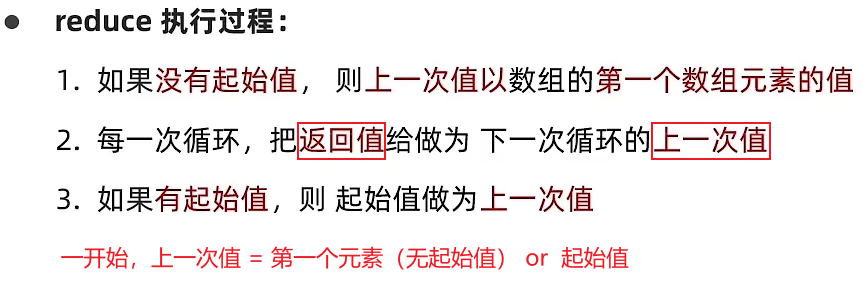 ● reduce 执行过程：
1. 如果没有起始值， 则上一次值以数组的第一个数组元素的值
2. 每一次循环，把返回值给做为 下一次循环的上一次值
3. 如果有起始值，则 起始值做为上一次值
一开始，上一次值 = 第一个元素（无起始值） or 起始值